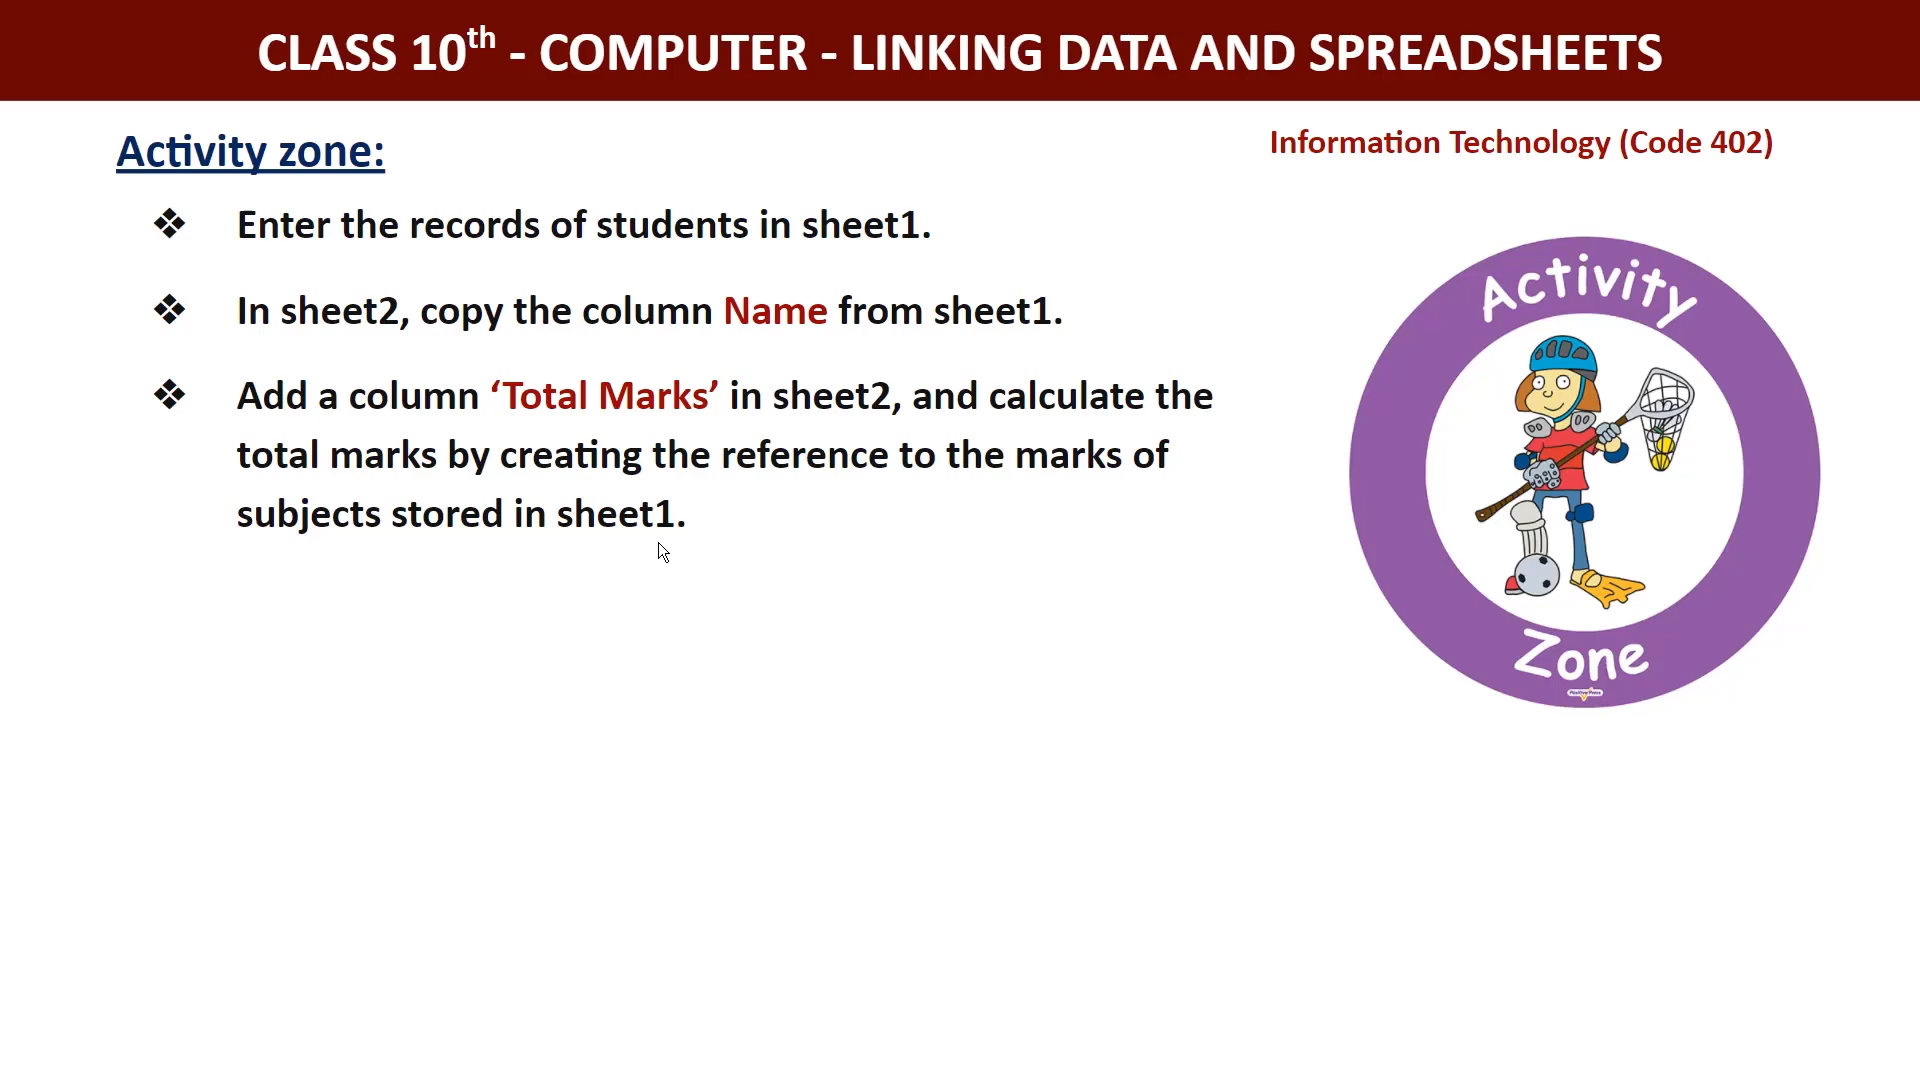 CLASS 10th - COMPUTER - LINKING DATA AND SPREADSHEETS
Activity zone:
Information Technology (Code 402)
❖ Enter the records of students in sheet1.
❖ In sheet2, copy the column Name from sheet1.
❖ Add a column ‘Total Marks’ in sheet2, and calculate the
total marks by creating the reference to the marks of
subjects stored in sheet1.
Activity
Zone